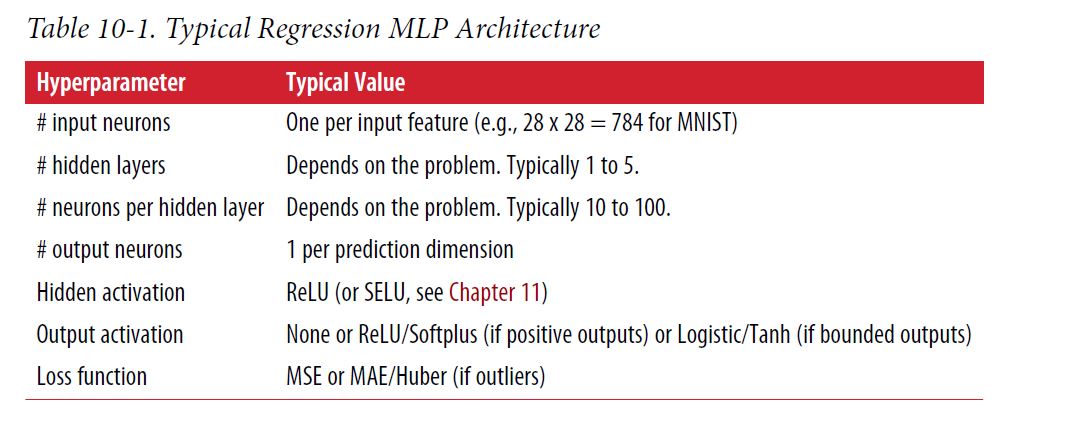 Table 10-1. Typical Regression MLP Architecture
Hyperparameter Typical Value
# input neurons One per input feature (e.g., 28 x 28 = 784 for MNIST)
# hidden layers Depends on the problem. Typically 1 to 5.
# neurons per hidden layer Depends on the problem. Typically 10 to 100.
# output neurons 1 per prediction dimension
Hidden activation ReLU (or SELU, see Chapter 11)
Output activation None or ReLU/Softplus (if positive outputs) or Logistic/Tanh (if bounded outputs)
Loss function MSE or MAE/Huber (if outliers)